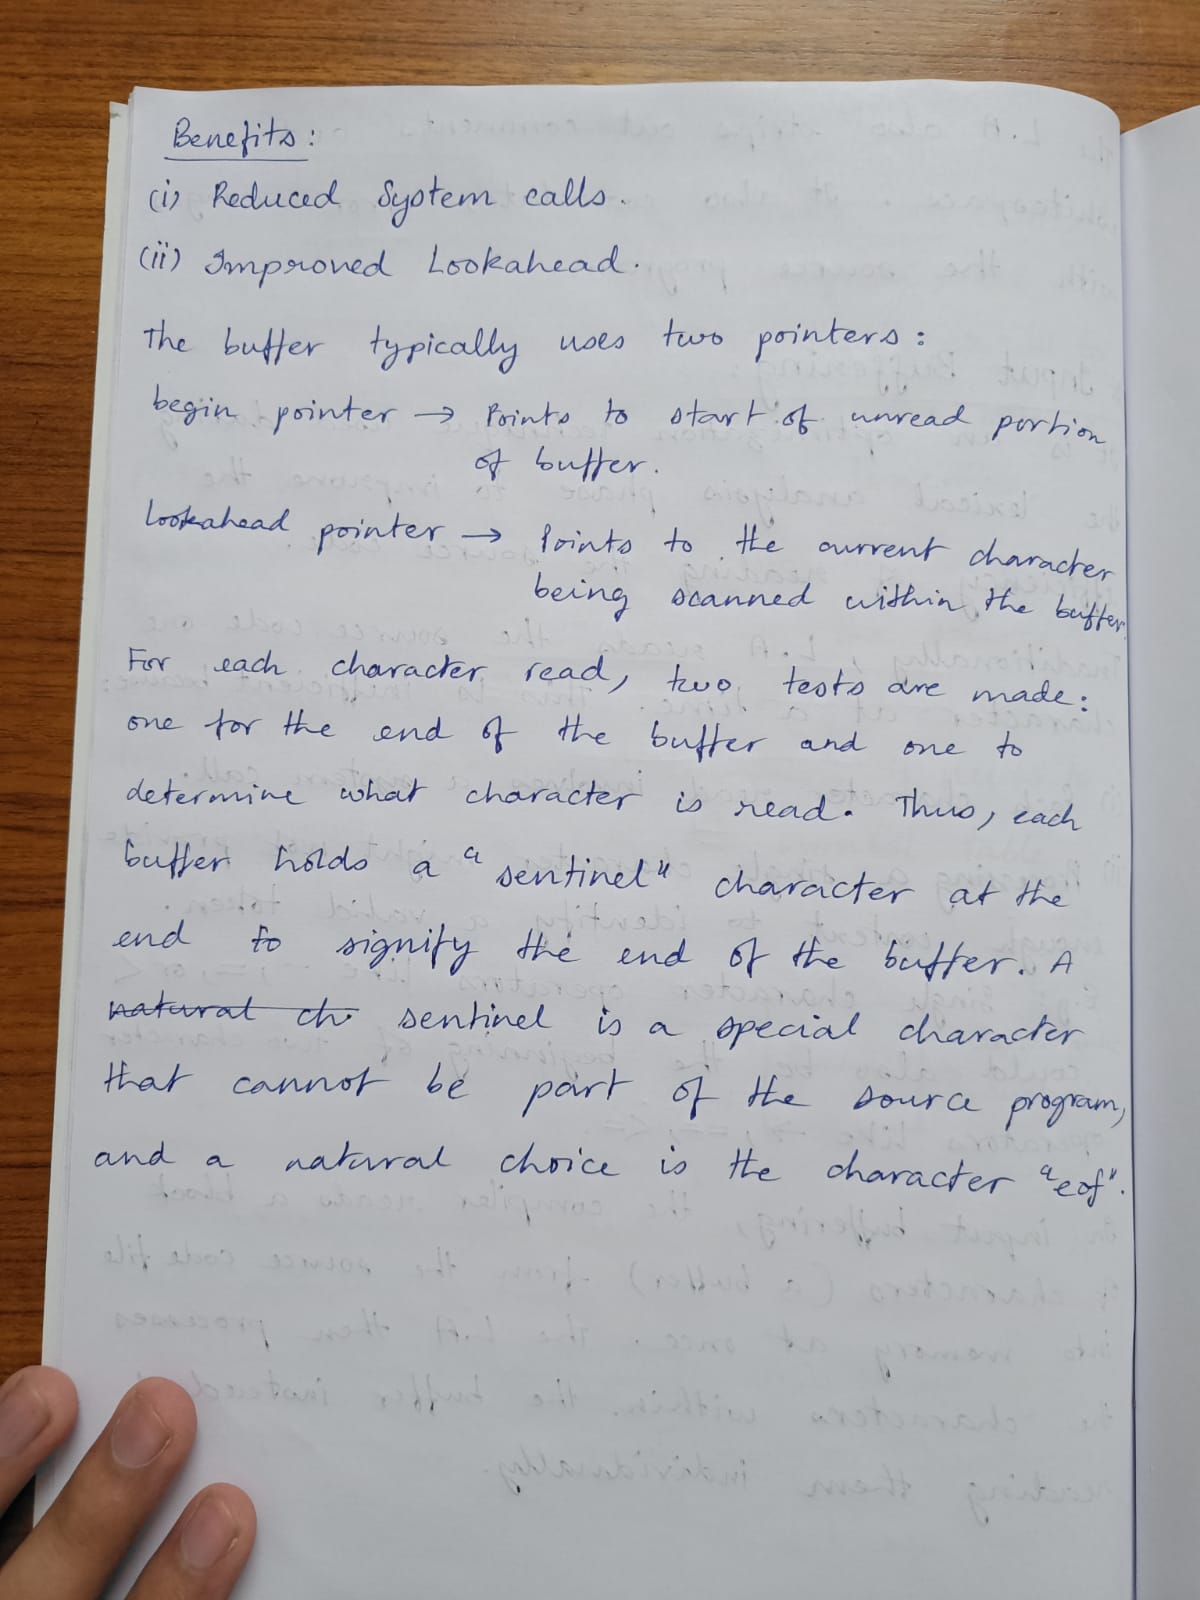 Benefits:
(i) Reduced System calls.
(ii) Improved Lookahead.
The buffer typically uses two pointers:
begin pointer → Points to start of unread portion
of buffer.
lookahead pointer → Points to the current character
being scanned within the buffer.
For each character read, two tests are made:
one for the end of the buffer and one to
determine what character is read. Thus, each
buffer holds a "sentinel" character at the
end to signify the end of the buffer. A
natural ch sentinel is a special character
that cannot be part of the source program,
and a natural choice is the character "eof".